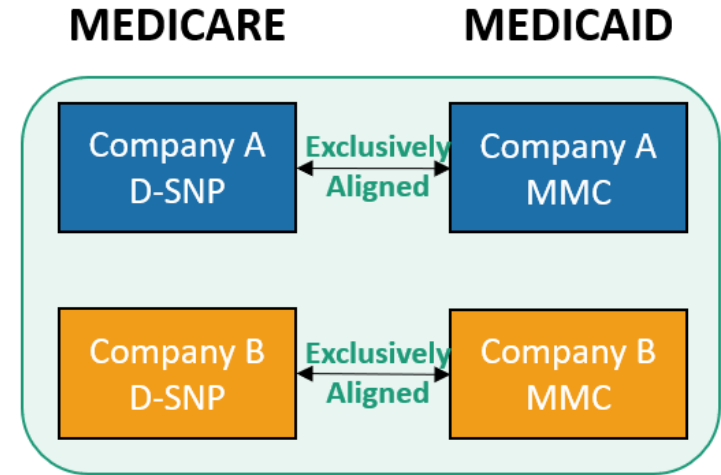 MEDICARE MEDICAID
Company A
D-SNP
Exclusively
Aligned
Company A
MMC
Company B
D-SNP
Exclusively
Aligned
Company B
MMC